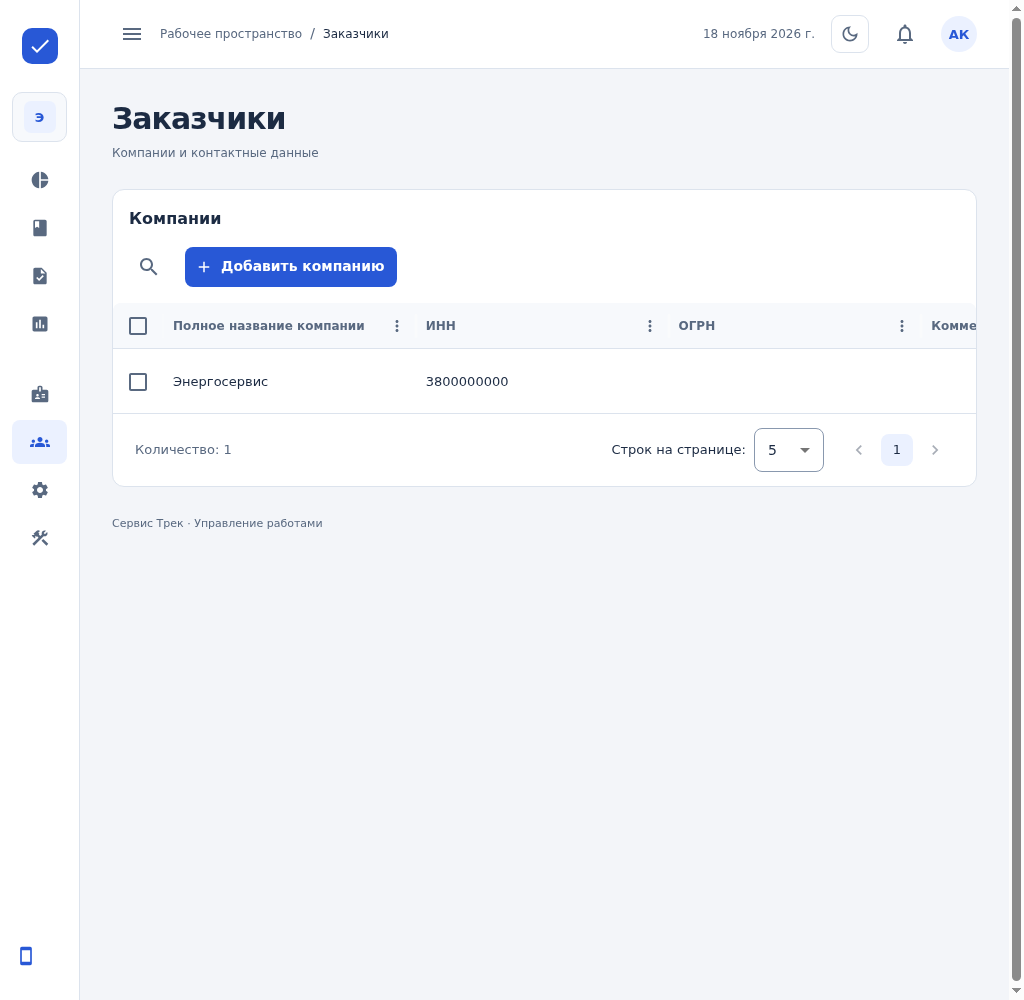 Рабочее пространство / Заказчики
18 ноября 2026 г.
АК
Э
Заказчики
Компании и контактные данные
Компании
+ Добавить компанию
Полное название компании ИНН ОГРН Комме
Энергосервис 3800000000
Количество: 1 Строк на странице: 5 1
Сервис Трек · Управление работами